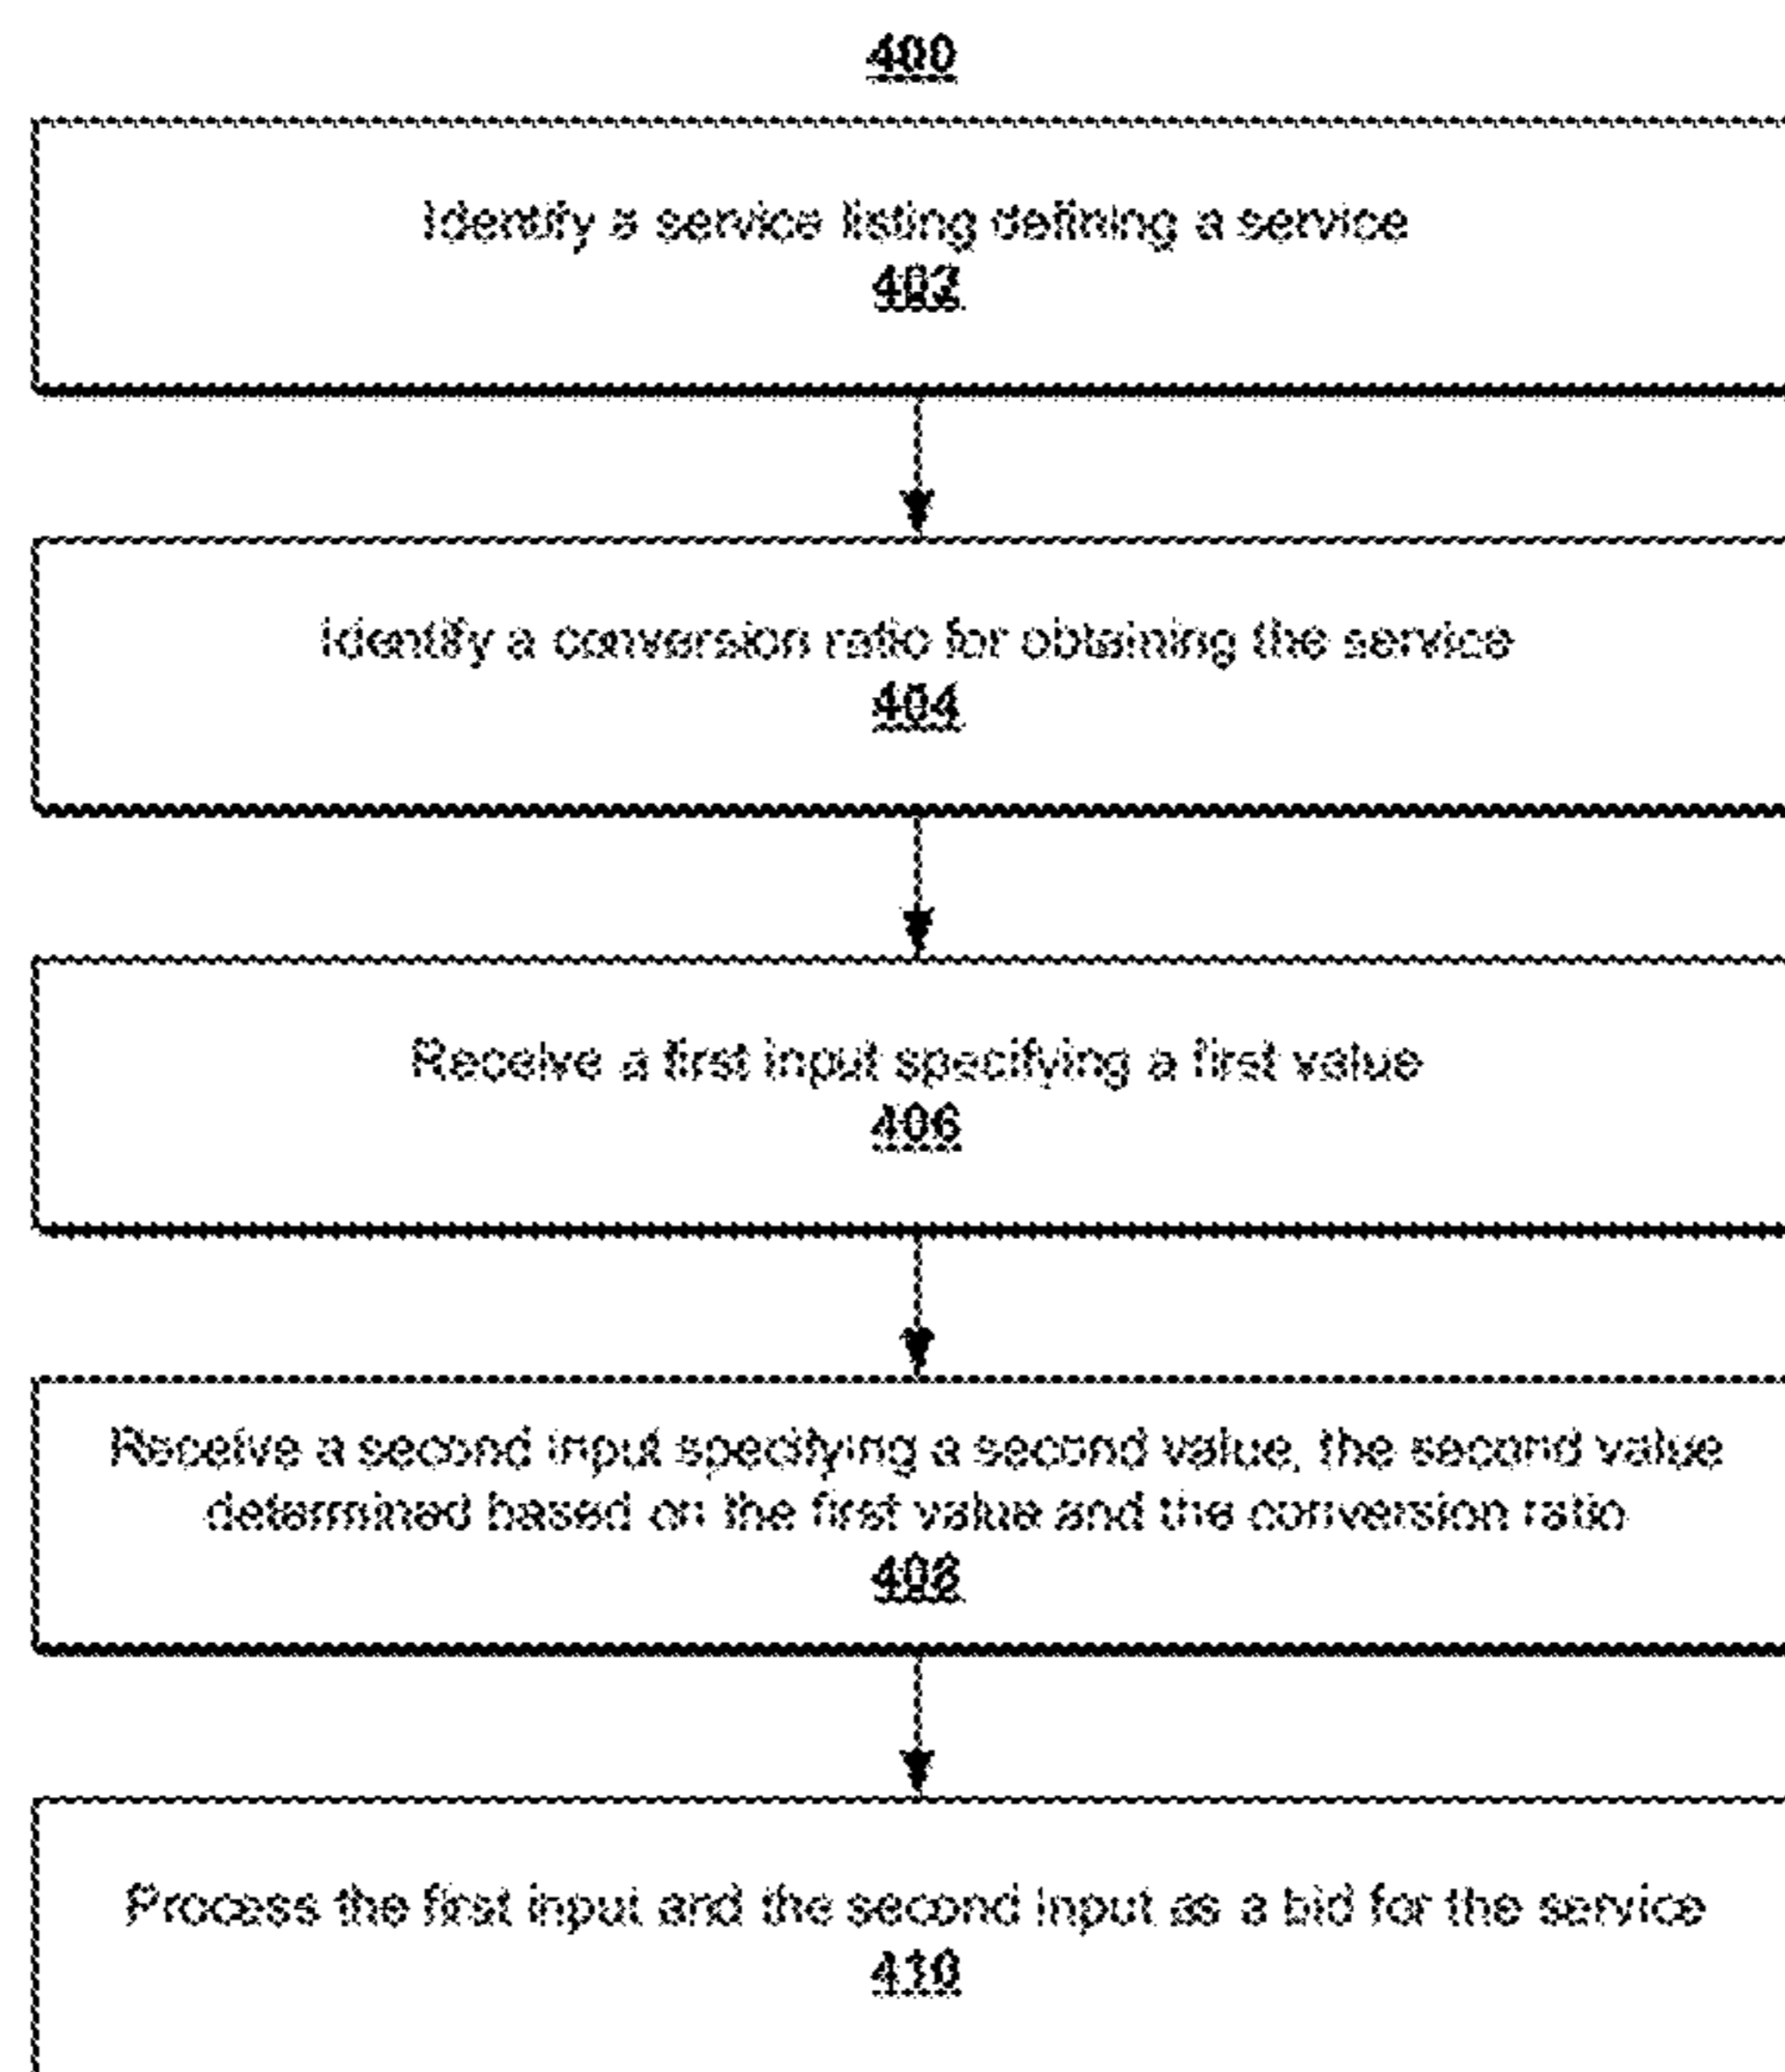 400
Identify a service listing defining a service
402
Identify a conversion ratio for obtaining the service
404
Receive a first input specifying a first value
406
Receive a second input specifying a second value, the second value
determined based on the first value and the conversion ratio
408
Process the first input and the second input as a bid for the service
410